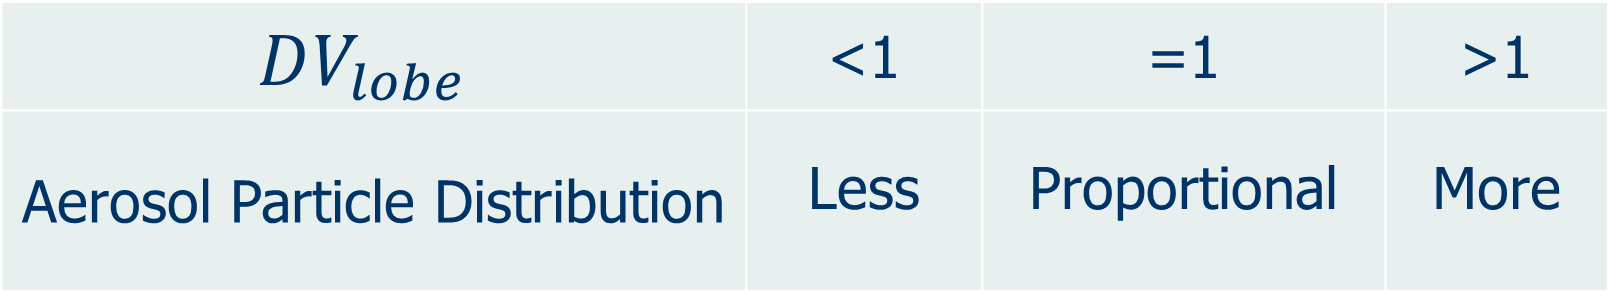 DV_lobe <1 =1 >1
Aerosol Particle Distribution Less Proportional More